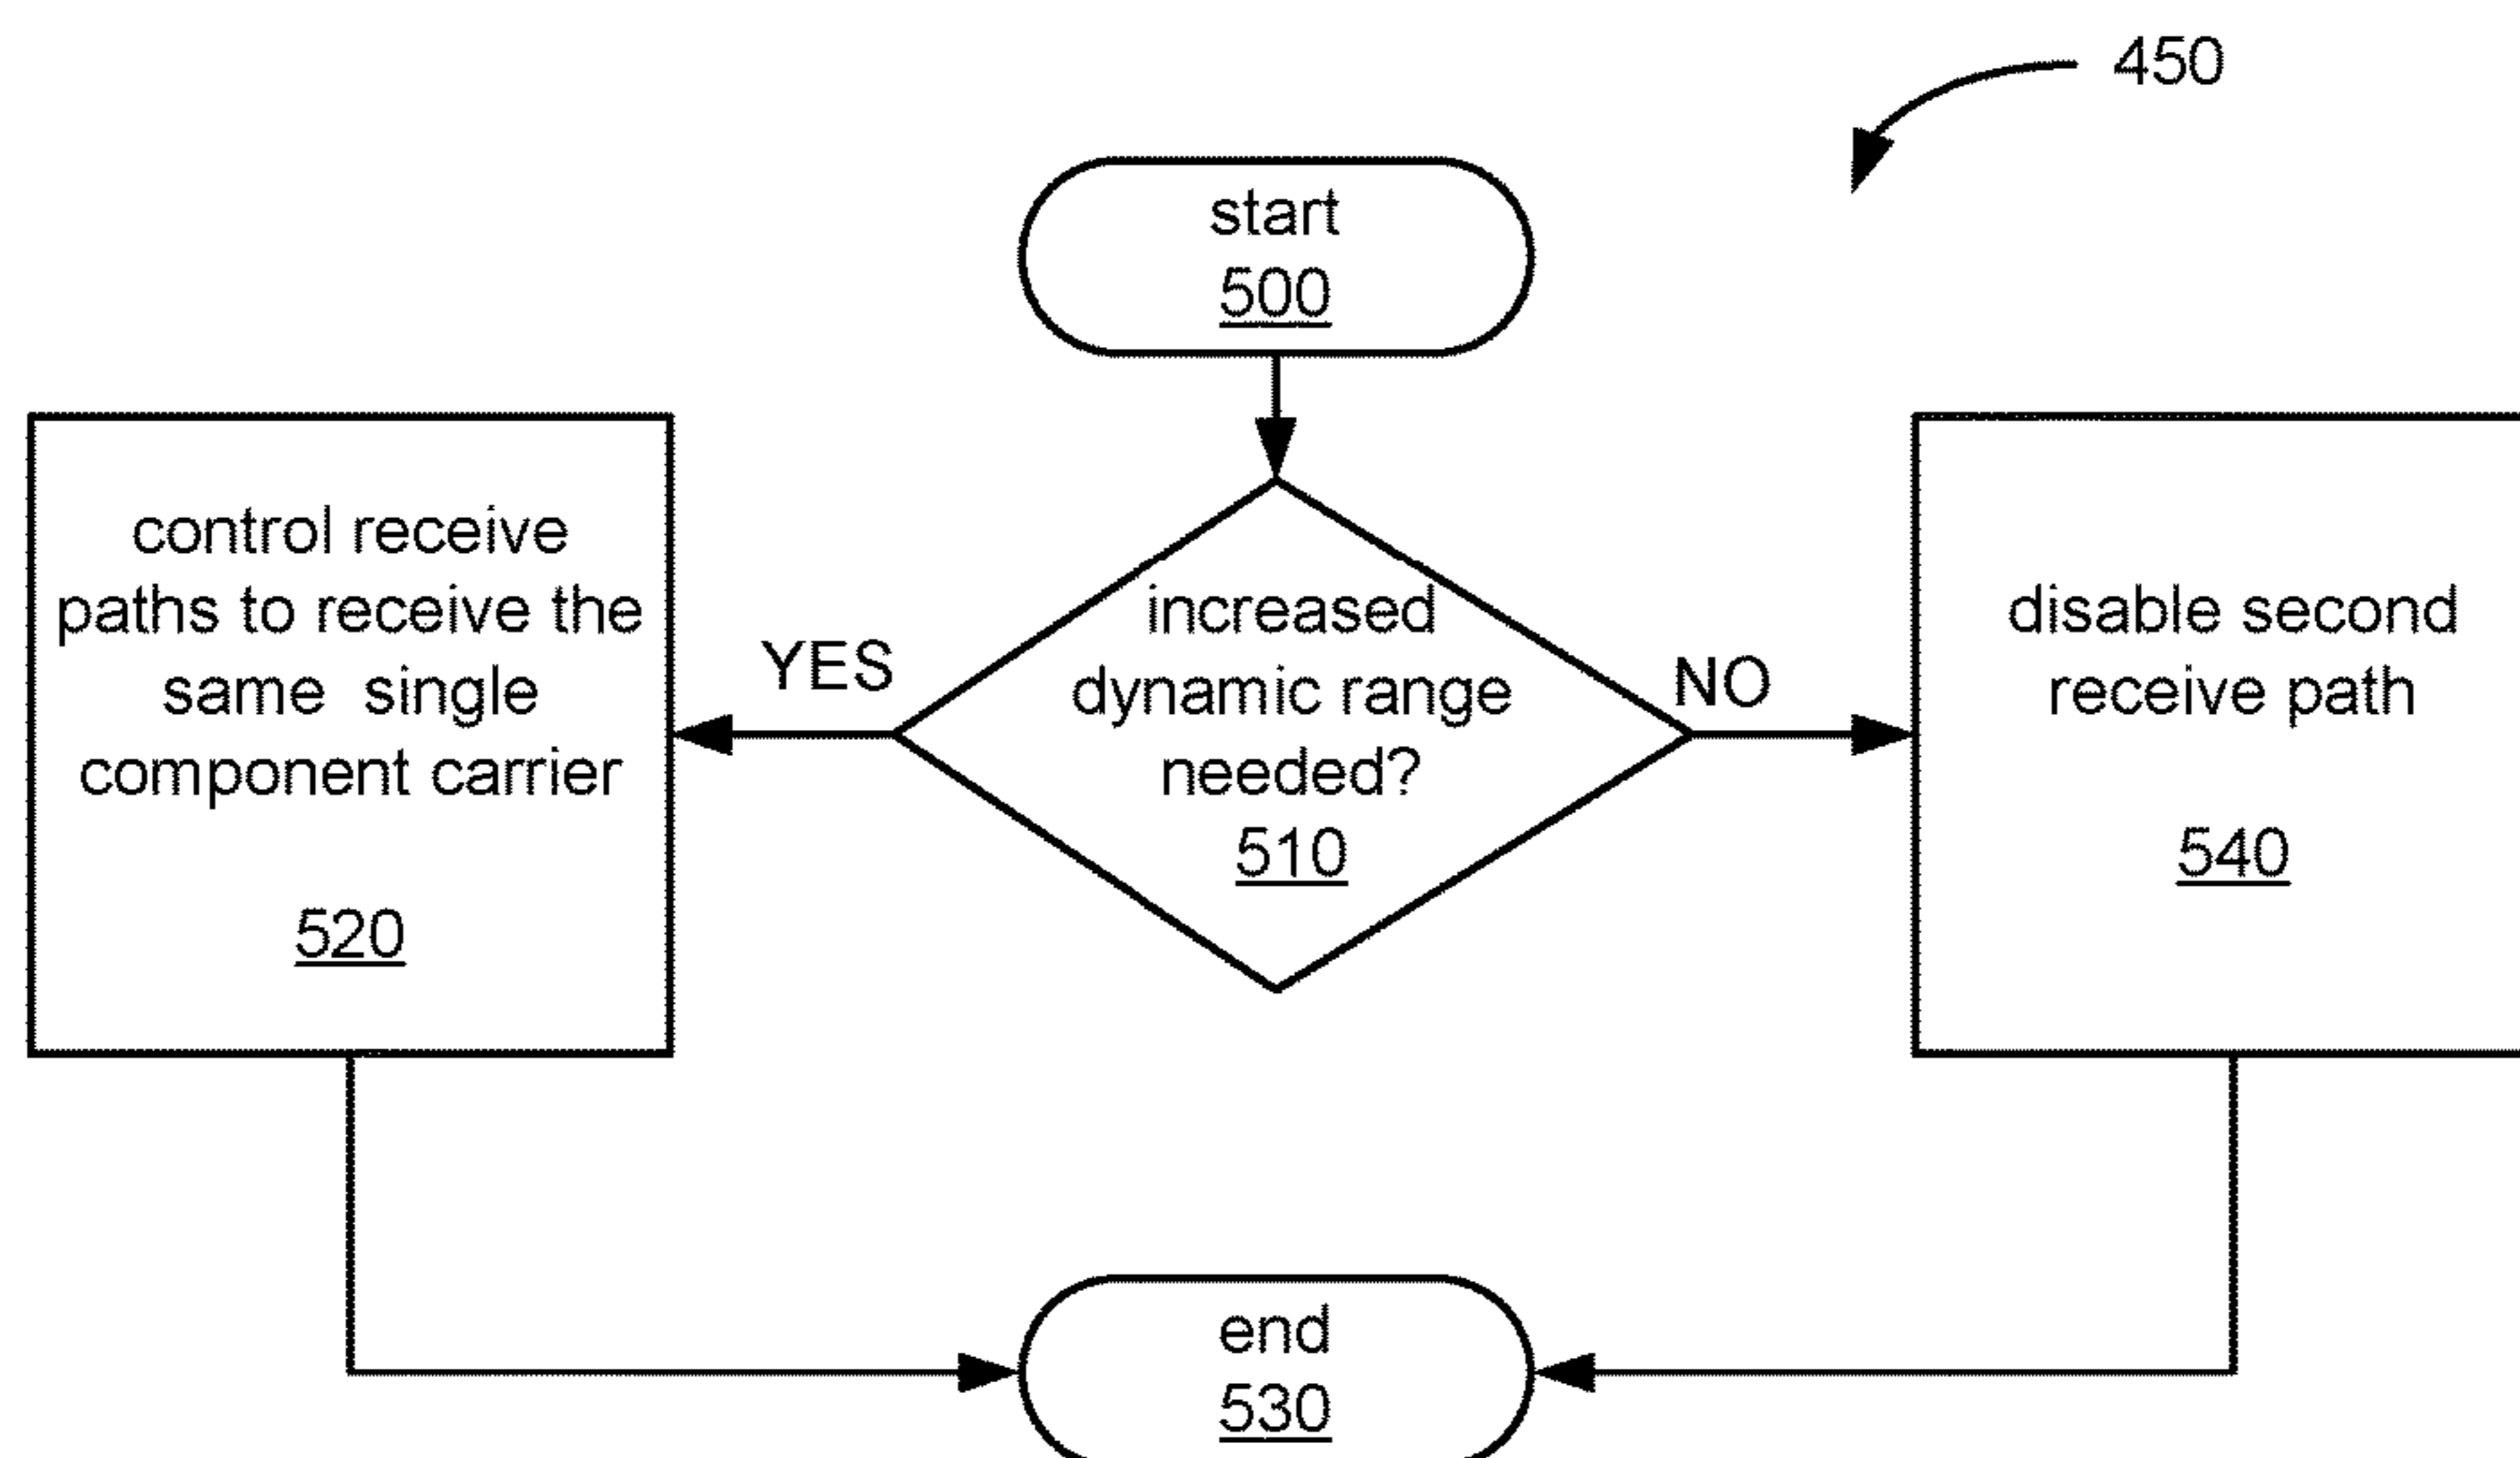 450
start
500
control receive
paths to receive the
same single
component carrier
520
YES
increased
dynamic range
needed?
510
NO
disable second
receive path
540
end
530